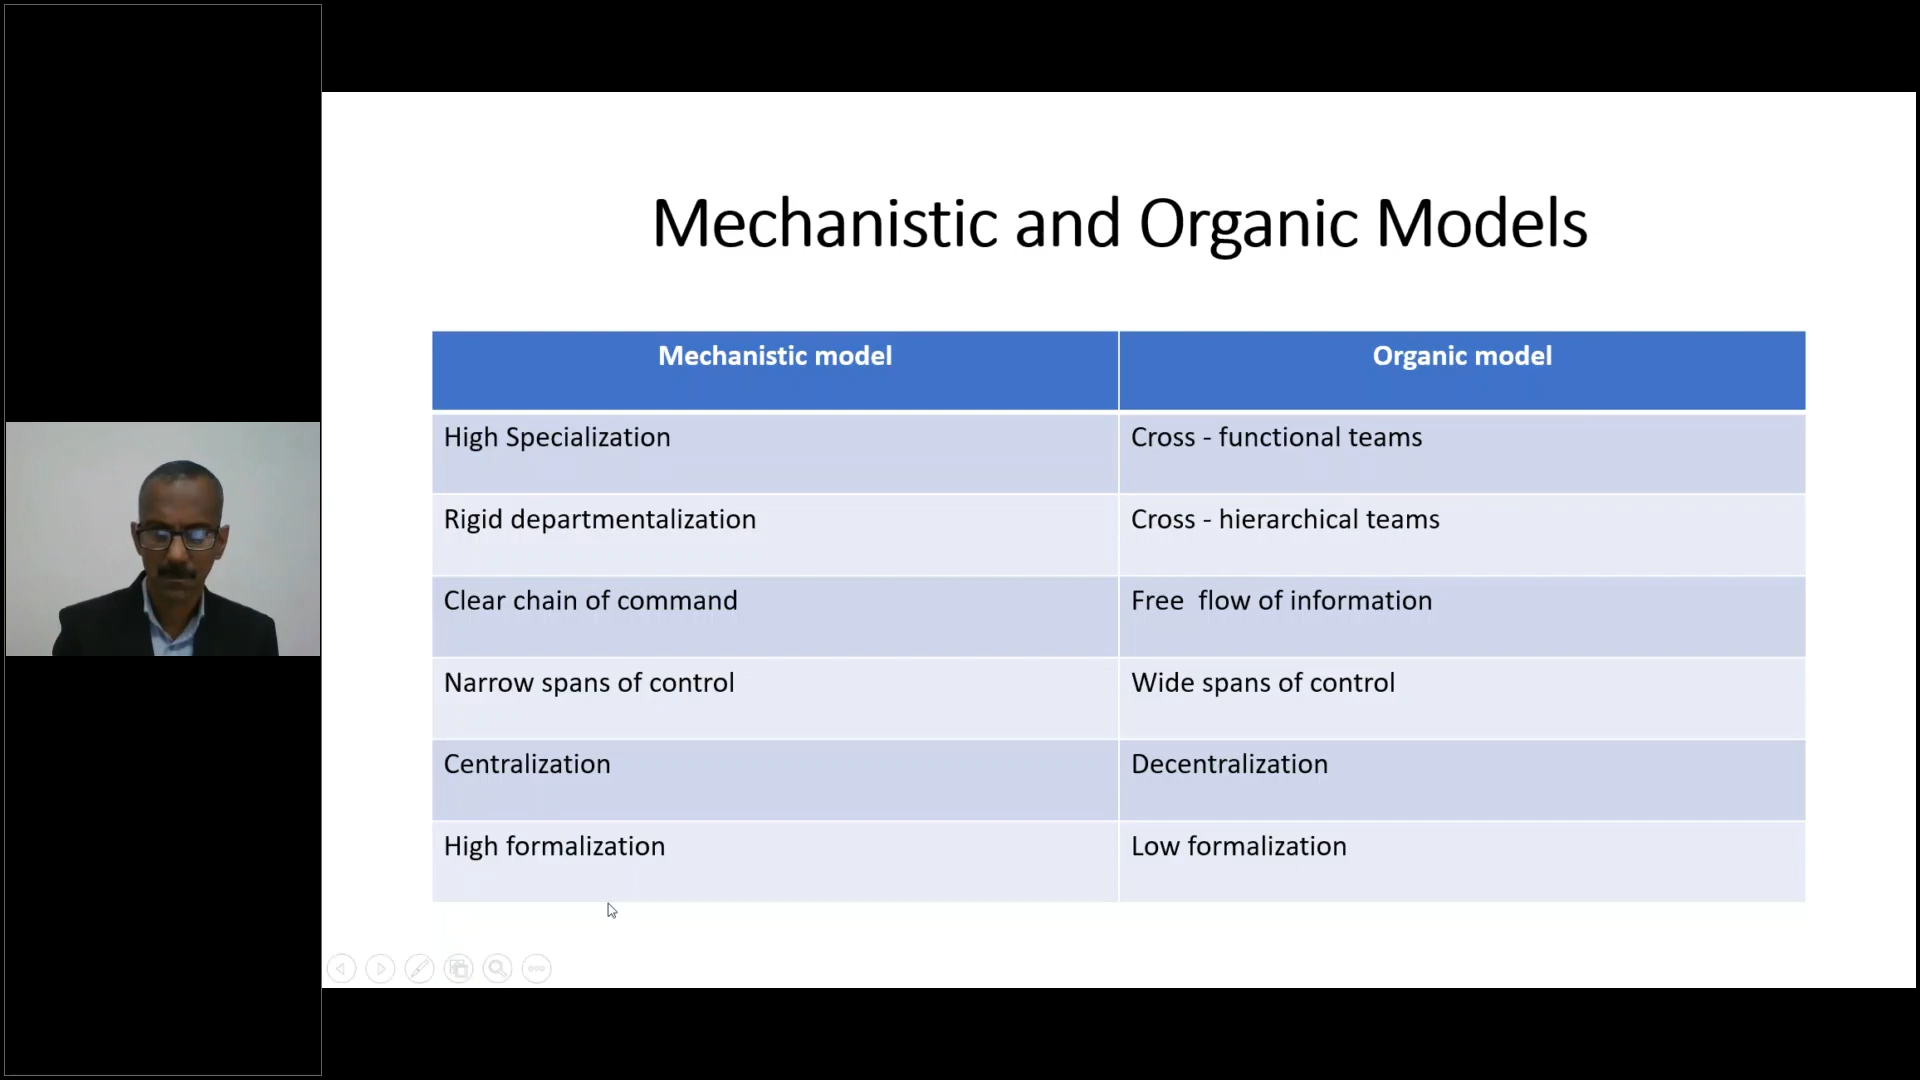 Mechanistic and Organic Models
Mechanistic model
Organic model
High Specialization
Cross - functional teams
Rigid departmentalization
Cross - hierarchical teams
Clear chain of command
Free  flow of information
Narrow spans of control
Wide spans of control
Centralization
Decentralization
High formalization
Low formalization